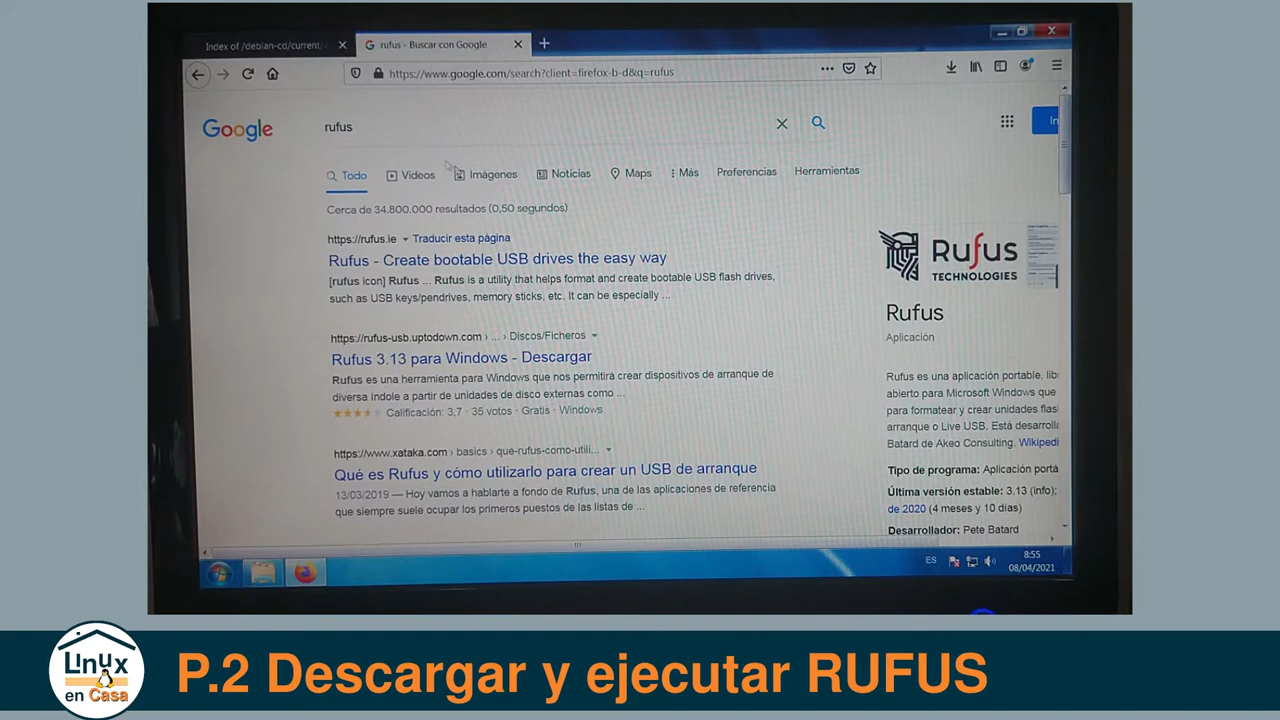 Index of /debian-cd/current/
rufus - Buscar con Google
https://www.google.com/search?client=firefox-b-d&q=rufus
Google
rufus
In
Todo
Vídeos
Imágenes
Noticias
Maps
Más
Preferencias
Herramientas
Cerca de 34.800.000 resultados (0,50 segundos)
https://rufus.ie
Traducir esta página
Rufus - Create bootable USB drives the easy way
[rufus icon] Rufus ... Rufus is a utility that helps format and create bootable USB flash drives,
such as USB keys/pendrives, memory sticks, etc. It can be especially ...
https://rufus-usb.uptodown.com › ... › Discos/Ficheros
Rufus 3.13 para Windows - Descargar
Rufus es una herramienta para Windows que nos permitirá crear dispositivos de arranque de
diversa índole a partir de unidades de disco externas como ...
Calificación: 3,7 · 35 votos · Gratis · Windows
https://www.xataka.com › basics › que-rufus-como-utili...
Qué es Rufus y cómo utilizarlo para crear un USB de arranque
13/03/2019 — Hoy vamos a hablarte a fondo de Rufus, una de las aplicaciones de referencia
que siempre suele ocupar los primeros puestos de las listas de ...
Rufus
TECHNOLOGIES
Rufus
Aplicación
Rufus es una aplicación portable, lib
abierto para Microsoft Windows que
para formatear y crear unidades flas
arranque o Live USB. Está desarroll
Batard de Akeo Consulting. Wikiped
Tipo de programa: Aplicación porta
Última versión estable: 3.13 (info);
de 2020 (4 meses y 10 días)
Desarrollador: Pete Batard
ES
8:55
08/04/2021
Linux
en Casa
P.2 Descargar y ejecutar RUFUS